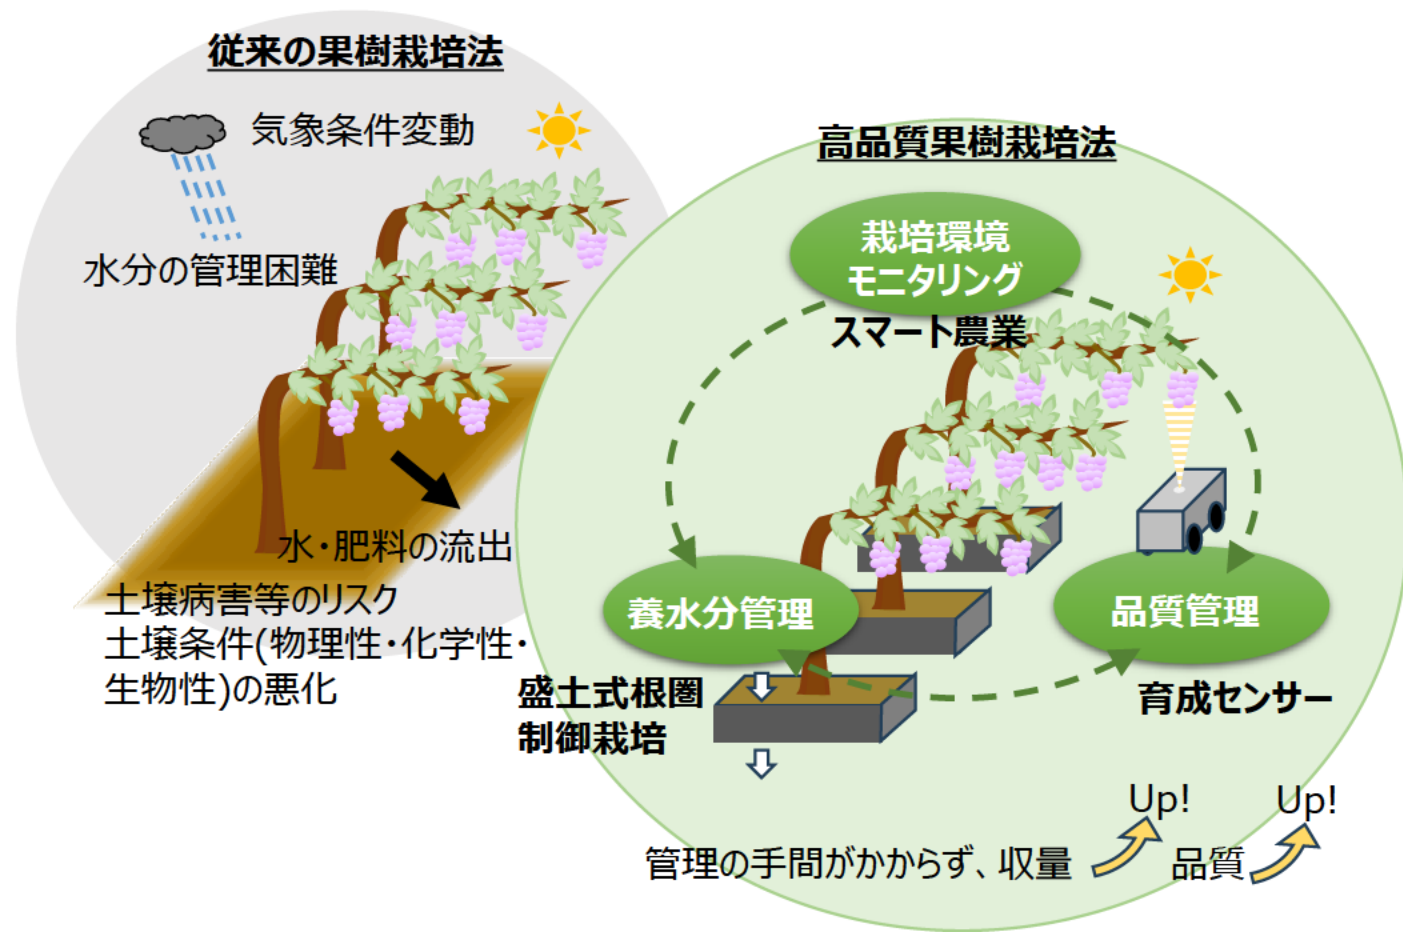 従来の果樹栽培法
気象条件変動
水分の管理困難
水・肥料の流出
土壌病害等のリスク
土壌条件(物理性・化学性・
生物性)の悪化
高品質果樹栽培法
栽培環境
モニタリング
スマート農業
養水分管理
品質管理
盛土式根圏
制御栽培
育成センサー
Up!
Up!
管理の手間がかからず、収量
品質